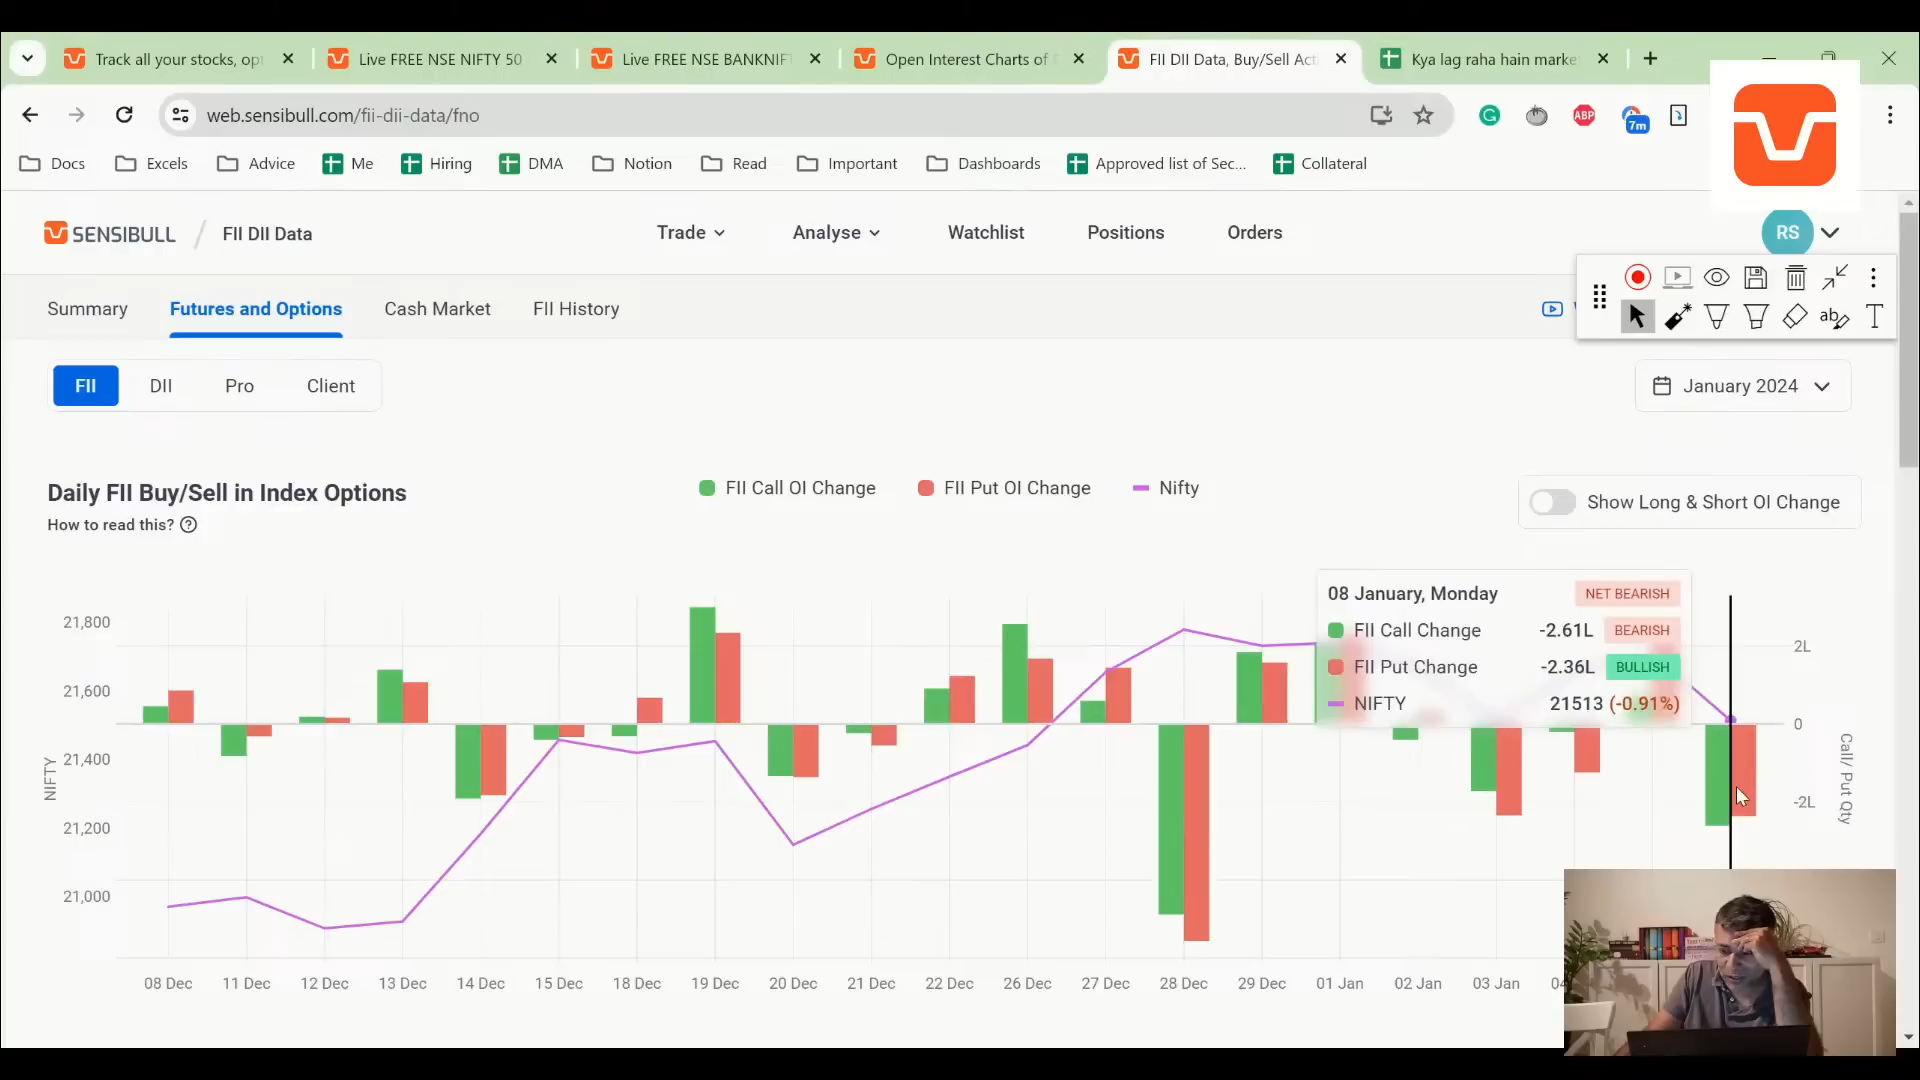 Track all your stocks, op
Live FREE NSE NIFTY 50
Live FREE NSE BANKNIF
Open Interest Charts of
FII DII Data, Buy/Sell Act
Kya lag raha hain marke
web.sensibull.com/fii-dii-data/fno
ABP
7m
Docs
Excels
Advice
Me
Hiring
DMA
Notion
Read
Important
Dashboards
Approved list of Sec...
Collateral
SENSIBULL / FII DII Data
Trade
Analyse
Watchlist
Positions
Orders
RS
Summary
Futures and Options
Cash Market
FII History
ab
T
FII
DII
Pro
Client
January 2024
Daily FII Buy/Sell in Index Options
How to read this?
FII Call OI Change
FII Put OI Change
Nifty
Show Long & Short OI Change
08 January, Monday NET BEARISH
FII Call Change -2.61L BEARISH
FII Put Change -2.36L BULLISH
NIFTY 21513 (-0.91%)
21,800
21,600
21,400
21,200
21,000
NIFTY
2L
0
-2L
Call/ Put Qty
08 Dec
11 Dec
12 Dec
13 Dec
14 Dec
15 Dec
18 Dec
19 Dec
20 Dec
21 Dec
22 Dec
26 Dec
27 Dec
28 Dec
29 Dec
01 Jan
02 Jan
03 Jan